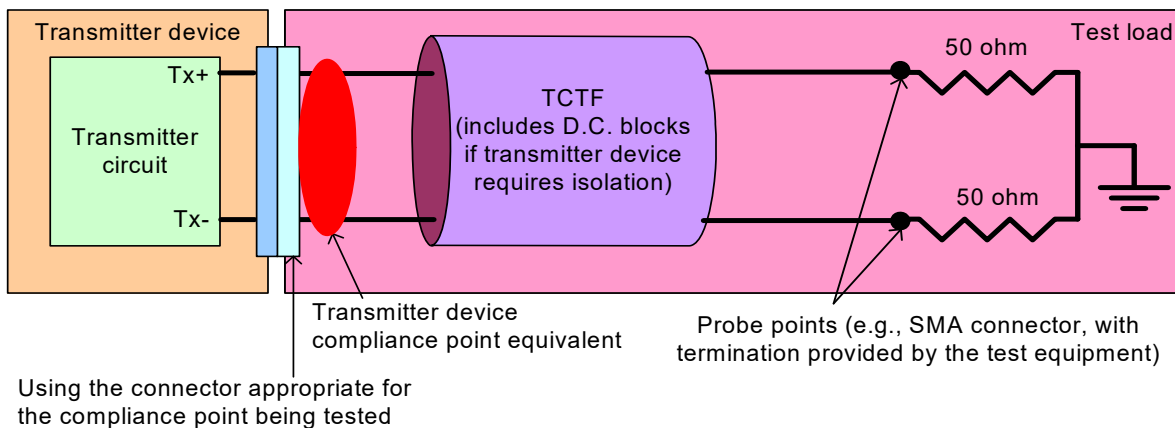 Transmitter device
Test load
Tx+
50 ohm
TCTF
(includes D.C. blocks
if transmitter device
requires isolation)
Transmitter
circuit
Tx-
50 ohm
Transmitter device
compliance point equivalent
Probe points (e.g., SMA connector, with
termination provided by the test equipment)
Using the connector appropriate for
the compliance point being tested